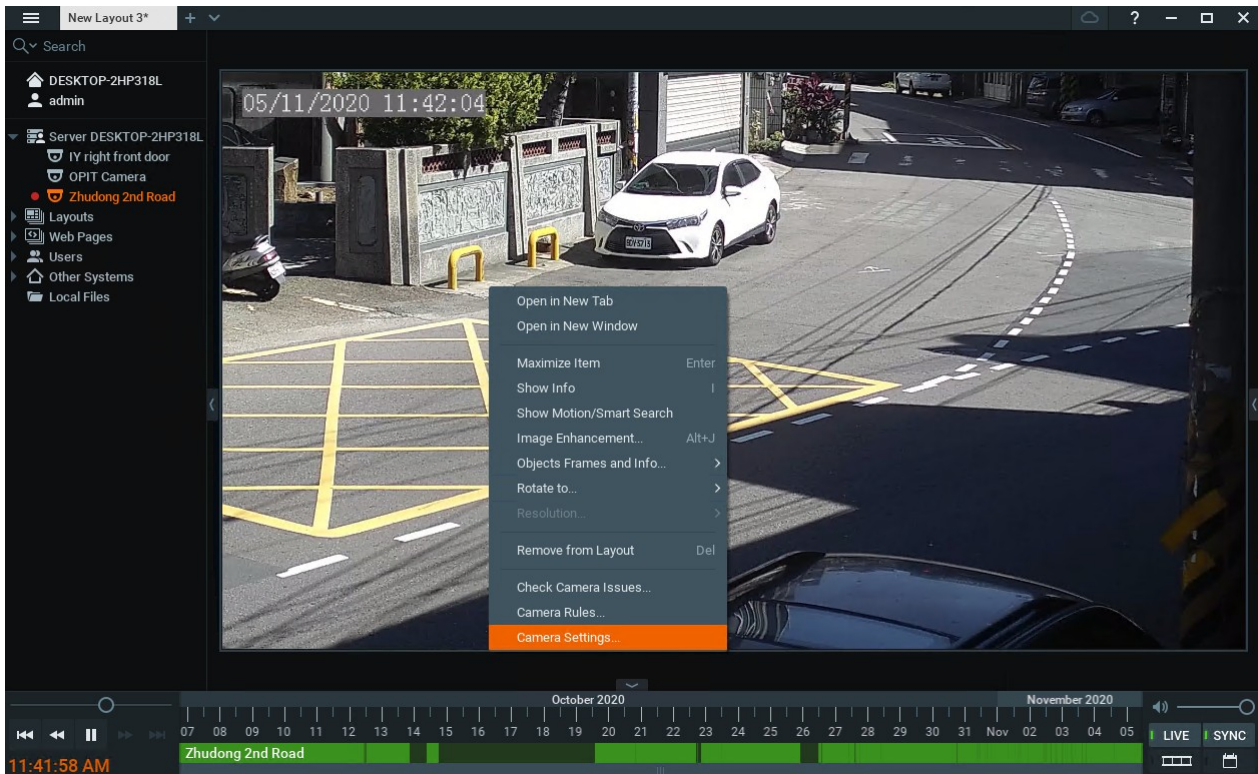 New Layout 3*
?
Search
DESKTOP-2HP318L
admin
Server DESKTOP-2HP318L
IY right front door
OPIT Camera
Zhudong 2nd Road
Layouts
Web Pages
Users
Other Systems
Local Files
05/11/2020 11:42:04
Open in New Tab
Open in New Window
Maximize Item Enter
Show Info I
Show Motion/Smart Search
Image Enhancement... Alt+J
Objects Frames and Info...
Rotate to...
Resolution...
Remove from Layout Del
Check Camera Issues...
Camera Rules...
Camera Settings...
October 2020 November 2020
07 08 09 10 11 12 13 14 15 16 17 18 19 20 21 22 23 24 25 26 27 28 29 30 31 Nov 02 03 04 05
LIVE SYNC
Zhudong 2nd Road
11:41:58 AM